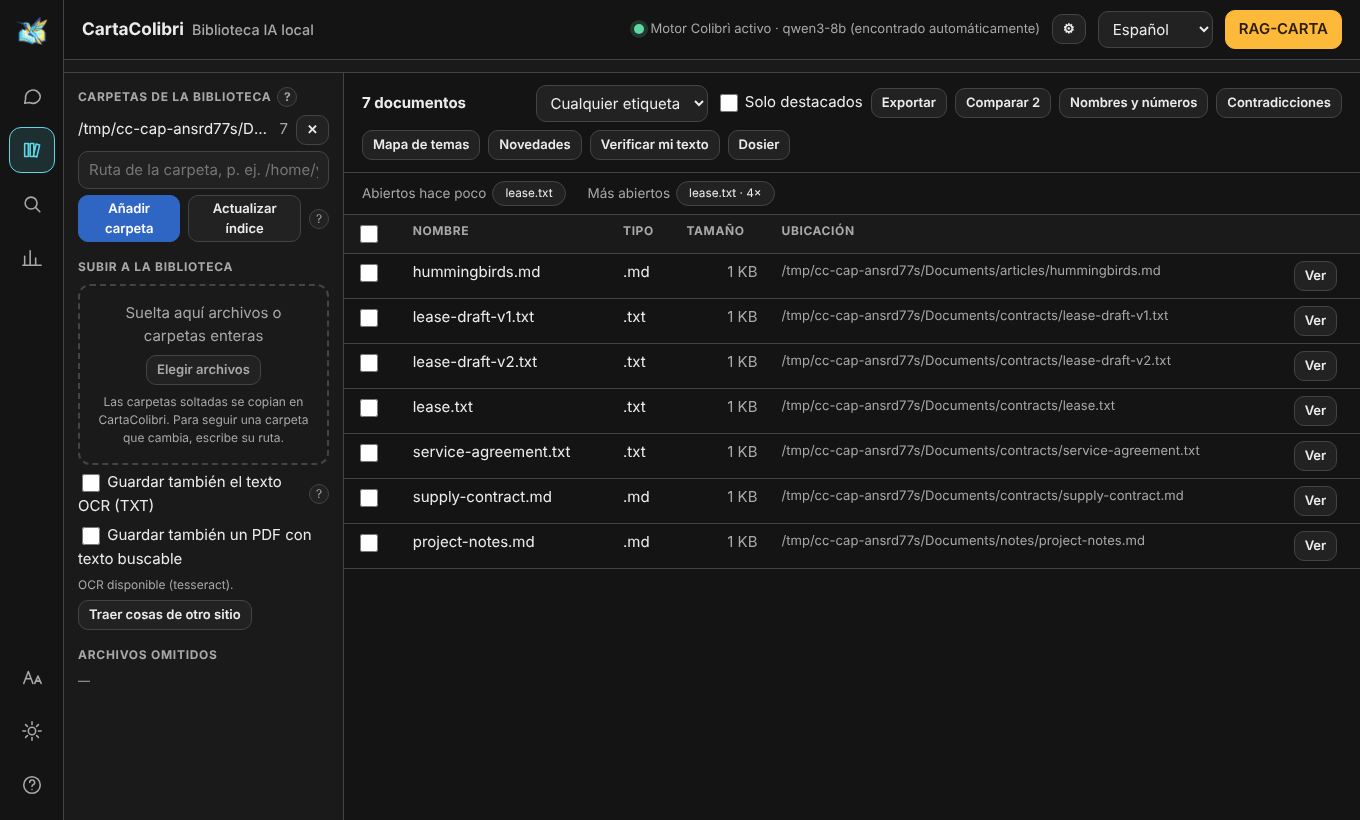 CartaColibri Biblioteca IA local
Motor Colibrì activo · qwen3-8b (encontrado automáticamente)
Español
RAG-CARTA
CARPETAS DE LA BIBLIOTECA ?
/tmp/cc-cap-ansrd77s/D... 7 ×
Ruta de la carpeta, p. ej. /home/
Añadir carpeta
Actualizar índice
?
SUBIR A LA BIBLIOTECA
Suelta aquí archivos o
carpetas enteras
Elegir archivos
Las carpetas soltadas se copian en
CartaColibri. Para seguir una carpeta
que cambia, escribe su ruta.
Guardar también el texto
OCR (TXT)
?
Guardar también un PDF con
texto buscable
OCR disponible (tesseract).
Traer cosas de otro sitio
ARCHIVOS OMITIDOS
—
AA
7 documentos
Cualquier etiqueta
Solo destacados
Exportar
Comparar 2
Nombres y números
Contradicciones
Mapa de temas
Novedades
Verificar mi texto
Dosier
Abiertos hace poco lease.txt Más abiertos lease.txt · 4×
NOMBRE TIPO TAMAÑO UBICACIÓN
hummingbirds.md .md 1 KB /tmp/cc-cap-ansrd77s/Documents/articles/hummingbirds.md Ver
lease-draft-v1.txt .txt 1 KB /tmp/cc-cap-ansrd77s/Documents/contracts/lease-draft-v1.txt Ver
lease-draft-v2.txt .txt 1 KB /tmp/cc-cap-ansrd77s/Documents/contracts/lease-draft-v2.txt Ver
lease.txt .txt 1 KB /tmp/cc-cap-ansrd77s/Documents/contracts/lease.txt Ver
service-agreement.txt .txt 1 KB /tmp/cc-cap-ansrd77s/Documents/contracts/service-agreement.txt Ver
supply-contract.md .md 1 KB /tmp/cc-cap-ansrd77s/Documents/contracts/supply-contract.md Ver
project-notes.md .md 1 KB /tmp/cc-cap-ansrd77s/Documents/notes/project-notes.md Ver